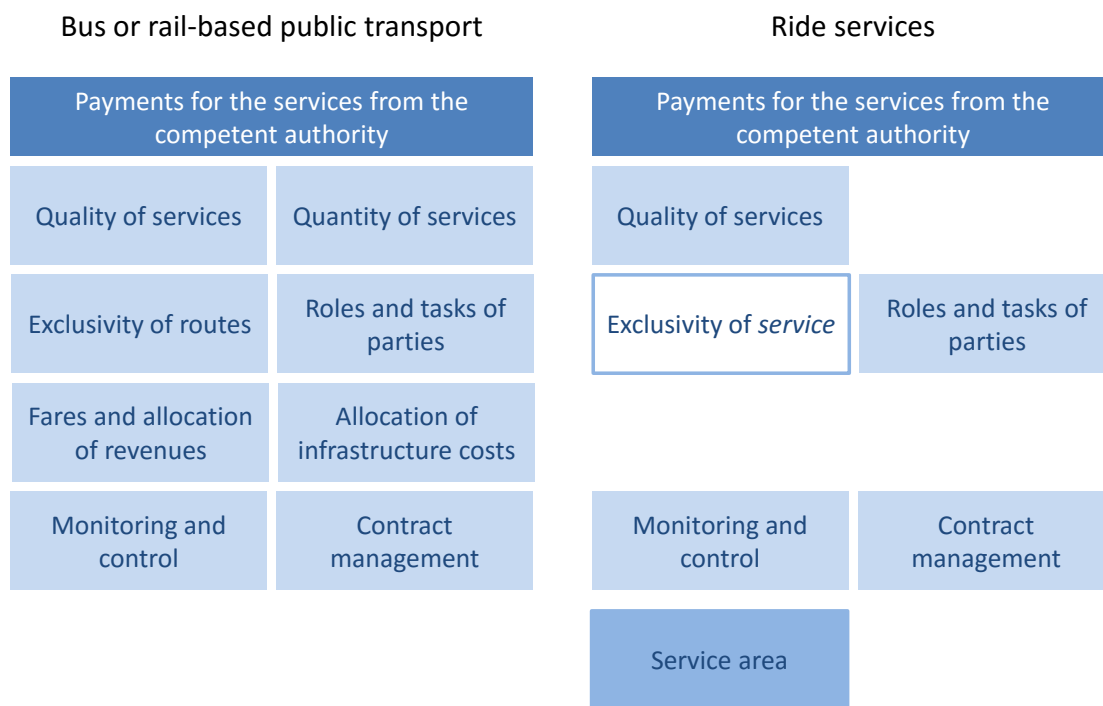 Bus or rail-based public transport
Payments for the services from the
competent authority
Quality of services
Quantity of services
Exclusivity of routes
Roles and tasks of
parties
Fares and allocation
of revenues
Allocation of
infrastructure costs
Monitoring and
control
Contract
management
Ride services
Payments for the services from the
competent authority
Quality of services
Exclusivity of service
Roles and tasks of
parties
Monitoring and
control
Contract
management
Service area